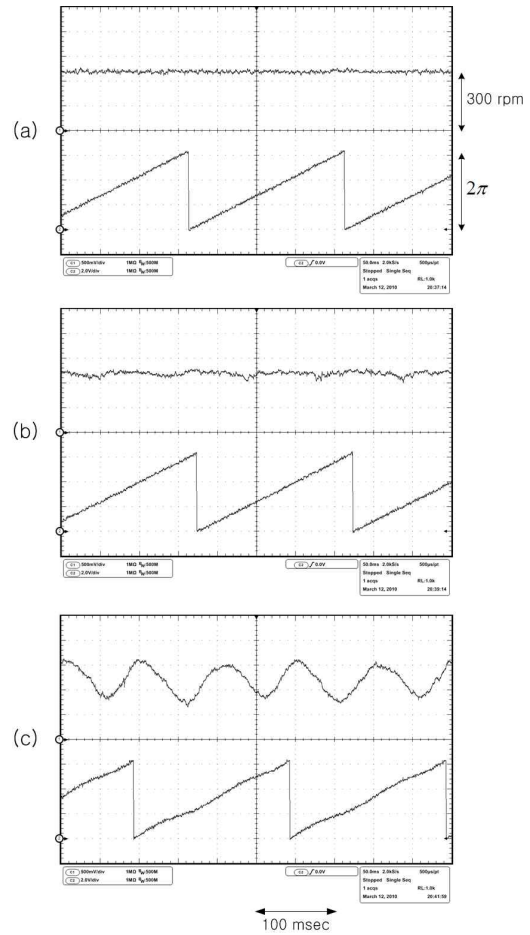 300 rpm
(a)
2π
C1 500mV/div 1MΩ BW:500M
C2 2.0V/div 1MΩ BW:500M
C2 / 0.0V
50.0ms 2.0kS/s 500µs/pt
Stopped Single Seq
1 acqs RL:1.0k
March 12, 2010 20:37:14
(b)
C1 500mV/div 1MΩ BW:500M
C2 2.0V/div 1MΩ BW:500M
C2 / 0.0V
50.0ms 2.0kS/s 500µs/pt
Stopped Single Seq
1 acqs RL:1.0k
March 12, 2010 20:39:14
(c)
C1 500mV/div 1MΩ BW:500M
C2 2.0V/div 1MΩ BW:500M
C2 / 0.0V
50.0ms 2.0kS/s 500µs/pt
Stopped Single Seq
1 acqs RL:1.0k
March 12, 2010 20:41:59
100 msec